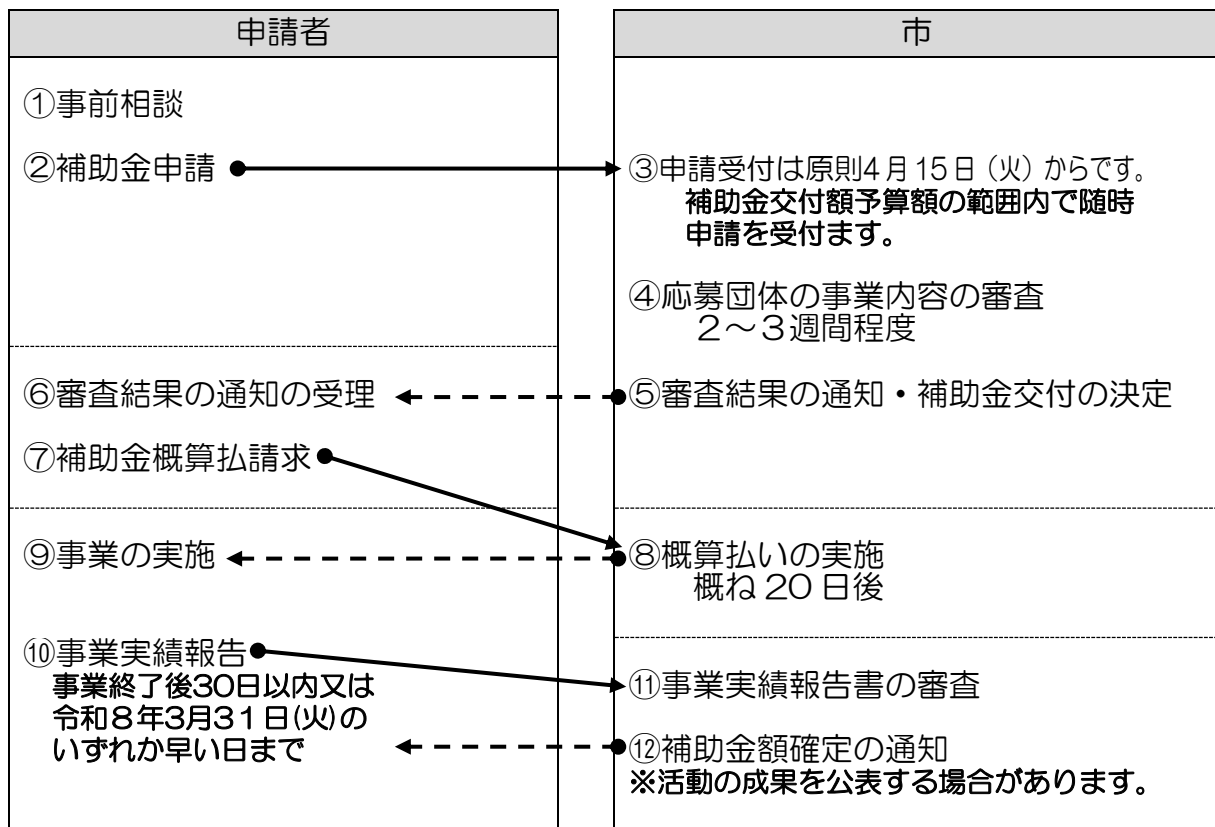 申請者
①事前相談
②補助金申請
⑥審査結果の通知の受理
⑦補助金概算払請求
⑨事業の実施
⑩事業実績報告
事業終了後30日以内又は
令和８年3月31日(火)の
いずれか早い日まで
市
③申請受付は原則4月15日（火）からです。
補助金交付額予算額の範囲内で随時
申請を受付ます。
④応募団体の事業内容の審査
２～３週間程度
⑤審査結果の通知・補助金交付の決定
⑧概算払いの実施
概ね20日後
⑪事業実績報告書の審査
⑫補助金額確定の通知
※活動の成果を公表する場合があります。